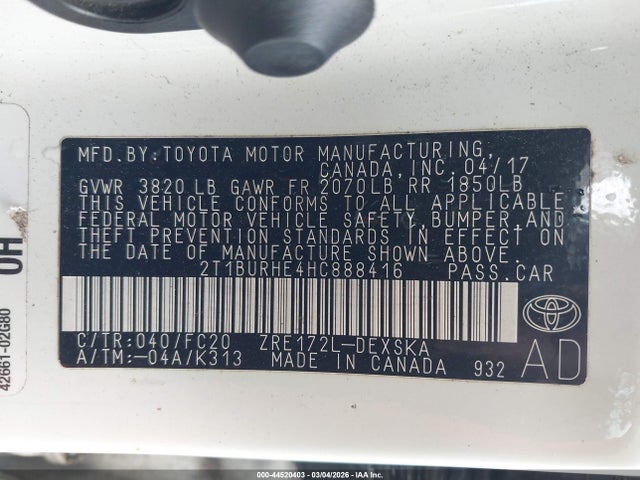 MFD. BY: TOYOTA MOTOR MANUFACTURING,
CANADA, INC. 04/17
GVWR 3820 LB GAWR FR 2070LB RR 1850LB
THIS VEHICLE CONFORMS TO ALL APPLICABLE
FEDERAL MOTOR VEHICLE SAFETY, BUMPER, AND
THEFT PREVENTION STANDARDS IN EFFECT ON
THE DATE OF MANUFACTURE SHOWN ABOVE.
2T1BURHE4HC888416 PASS. CAR
C/TR: 040/FC20 ZRE172L-DEXSKA
A/TM: -04A/K313 MADE IN CANADA 932
AD
OH
42661-02G80
000-44520403 - 03/04/2026 - IAAI.COM